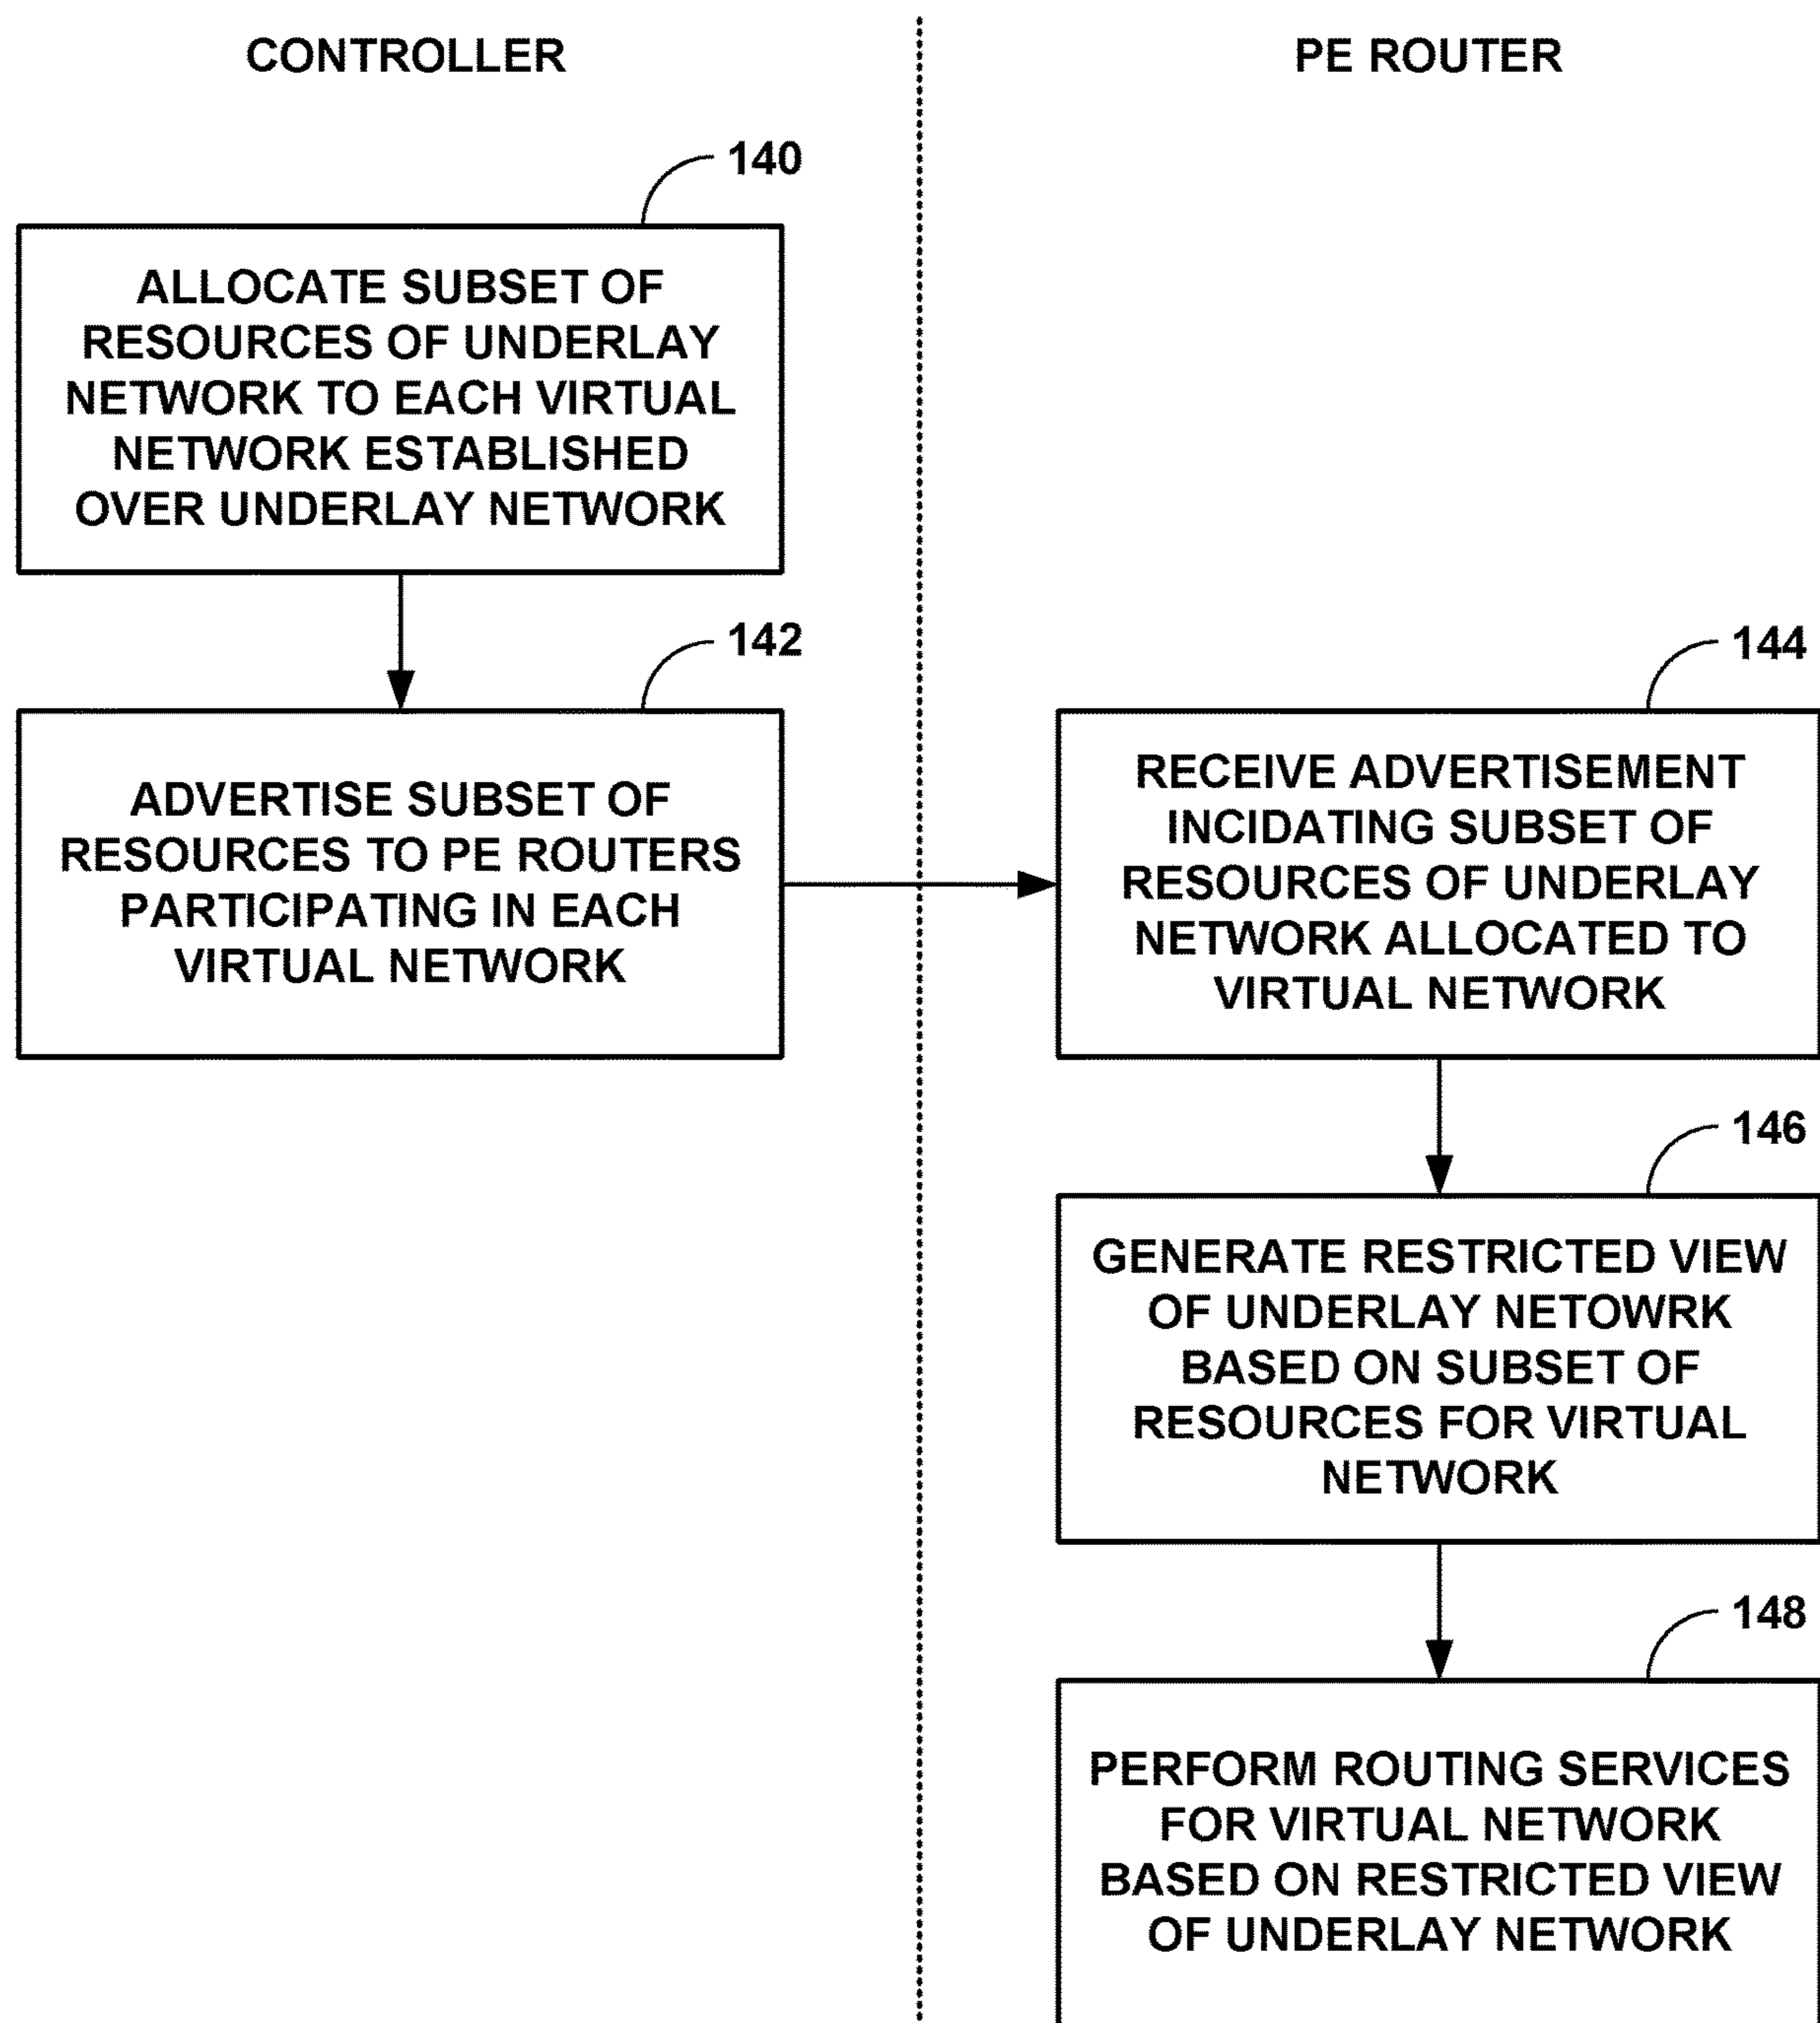 CONTROLLER
PE ROUTER
140
ALLOCATE SUBSET OF
RESOURCES OF UNDERLAY
NETWORK TO EACH VIRTUAL
NETWORK ESTABLISHED
OVER UNDERLAY NETWORK
142
ADVERTISE SUBSET OF
RESOURCES TO PE ROUTERS
PARTICIPATING IN EACH
VIRTUAL NETWORK
144
RECEIVE ADVERTISEMENT
INCIDATING SUBSET OF
RESOURCES OF UNDERLAY
NETWORK ALLOCATED TO
VIRTUAL NETWORK
146
GENERATE RESTRICTED VIEW
OF UNDERLAY NETOWRK
BASED ON SUBSET OF
RESOURCES FOR VIRTUAL
NETWORK
148
PERFORM ROUTING SERVICES
FOR VIRTUAL NETWORK
BASED ON RESTRICTED VIEW
OF UNDERLAY NETWORK